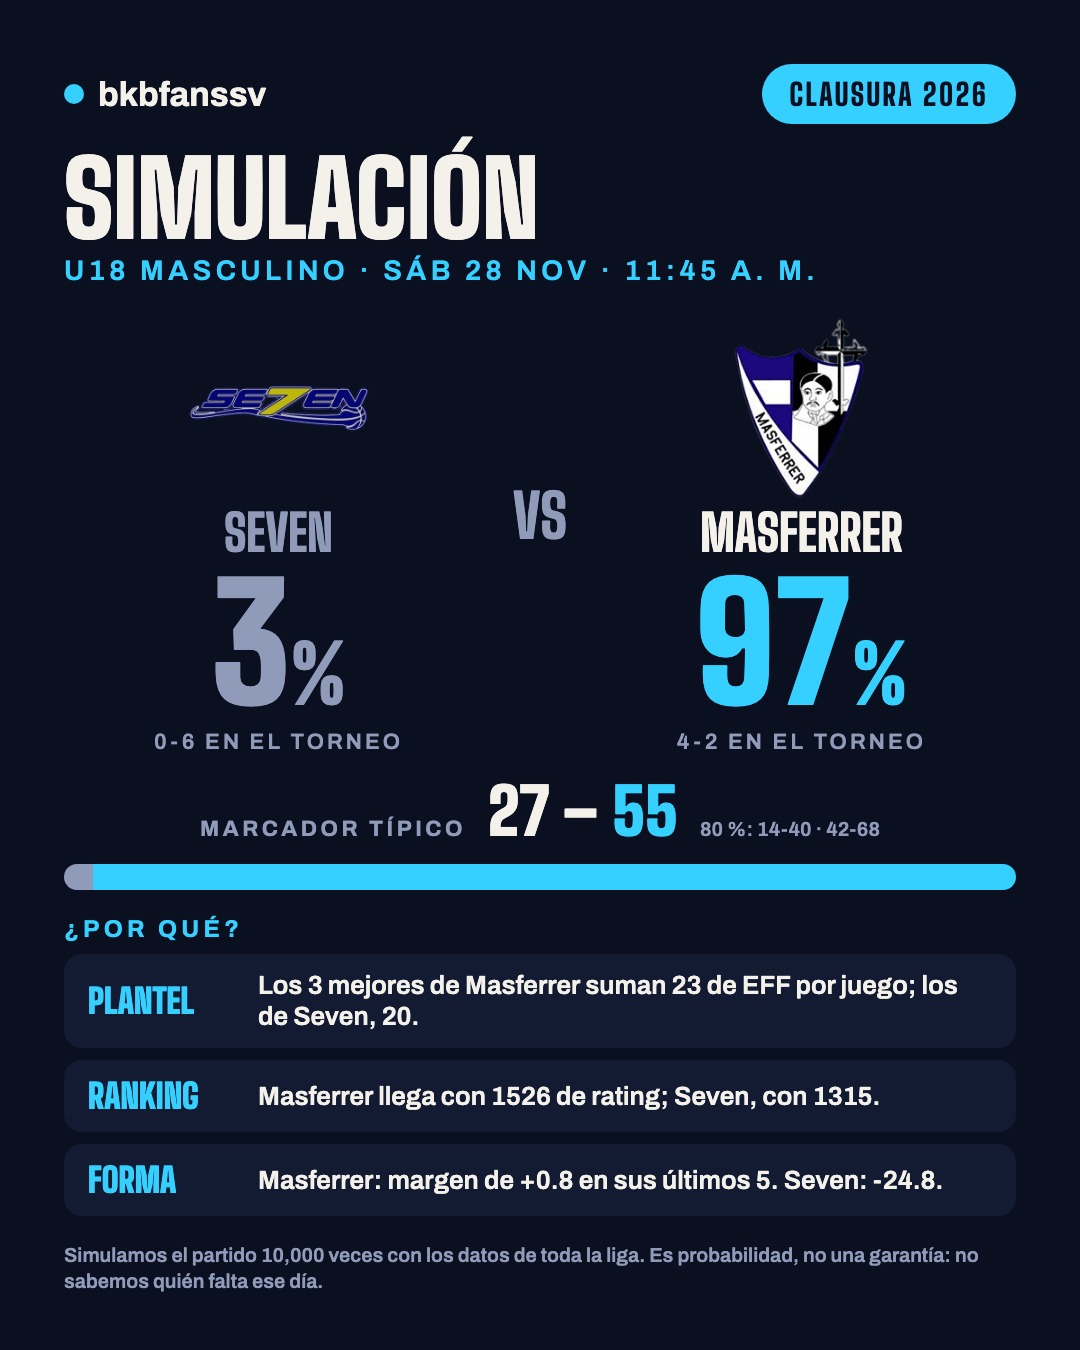 bkbfanssv
CLAUSURA 2026
SIMULACIÓN
U18 MASCULINO · SÁB 28 NOV · 11:45 A. M.
SE7EN
MASFERRER
SEVEN
VS
MASFERRER
3%
97%
0-6 EN EL TORNEO
4-2 EN EL TORNEO
MARCADOR TÍPICO 27 – 55 80 %: 14-40 · 42-68
¿POR QUÉ?
PLANTEL
Los 3 mejores de Masferrer suman 23 de EFF por juego; los
de Seven, 20.
RANKING
Masferrer llega con 1526 de rating; Seven, con 1315.
FORMA
Masferrer: margen de +0.8 en sus últimos 5. Seven: -24.8.
Simulamos el partido 10,000 veces con los datos de toda la liga. Es probabilidad, no una garantía: no
sabemos quién falta ese día.